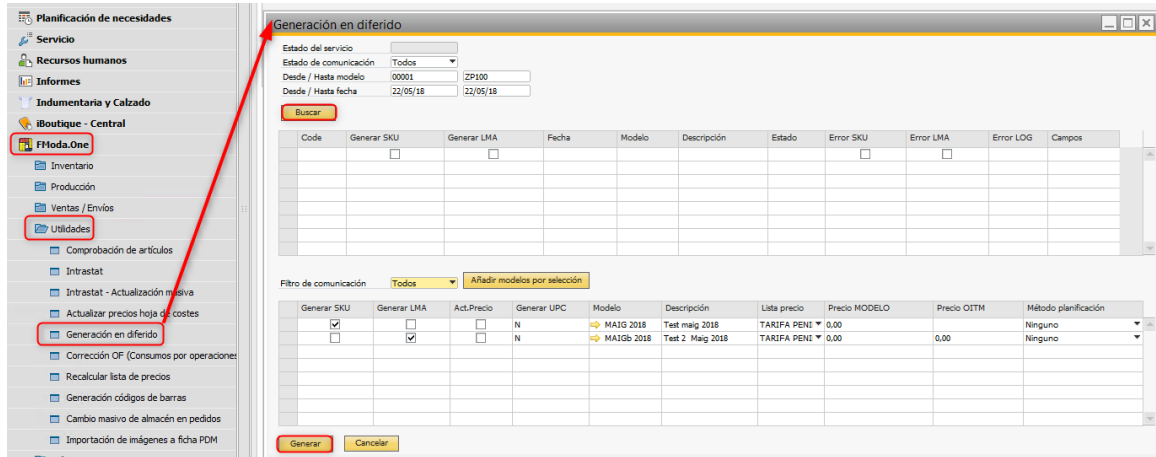 Planificación de necesidades
Servicio
Recursos humanos
Informes
Indumentaria y Calzado
iBoutique - Central
FModa.One
Inventario
Producción
Ventas / Envíos
Utilidades
Comprobación de artículos
Intrastat
Intrastat - Actualización masiva
Actualizar precios hoja de costes
Generación en diferido
Corrección OF (Consumos por operaciones
Recalcular lista de precios
Generación códigos de barras
Cambio masivo de almacén en pedidos
Importación de imágenes a ficha PDM
Generación en diferido
Estado del servicio
Estado de comunicación Todos
Desde / Hasta modelo 00001 ZP100
Desde / Hasta fecha 22/05/18 22/05/18
Buscar
Code Generar SKU Generar LMA Fecha Modelo Descripción Estado Error SKU Error LMA Error LOG Campos
Filtro de comunicación Todos Añadir modelos por selección
Generar SKU Generar LMA Act.Precio Generar UPC Modelo Descripción Lista precio Precio MODELO Precio OITM Método planificación
N MAIG 2018 Test maig 2018 TARIFA PENI 0,00 Ninguno
N MAIGb 2018 Test 2 Maig 2018 TARIFA PENI 0,00 0,00 Ninguno
Generar Cancelar